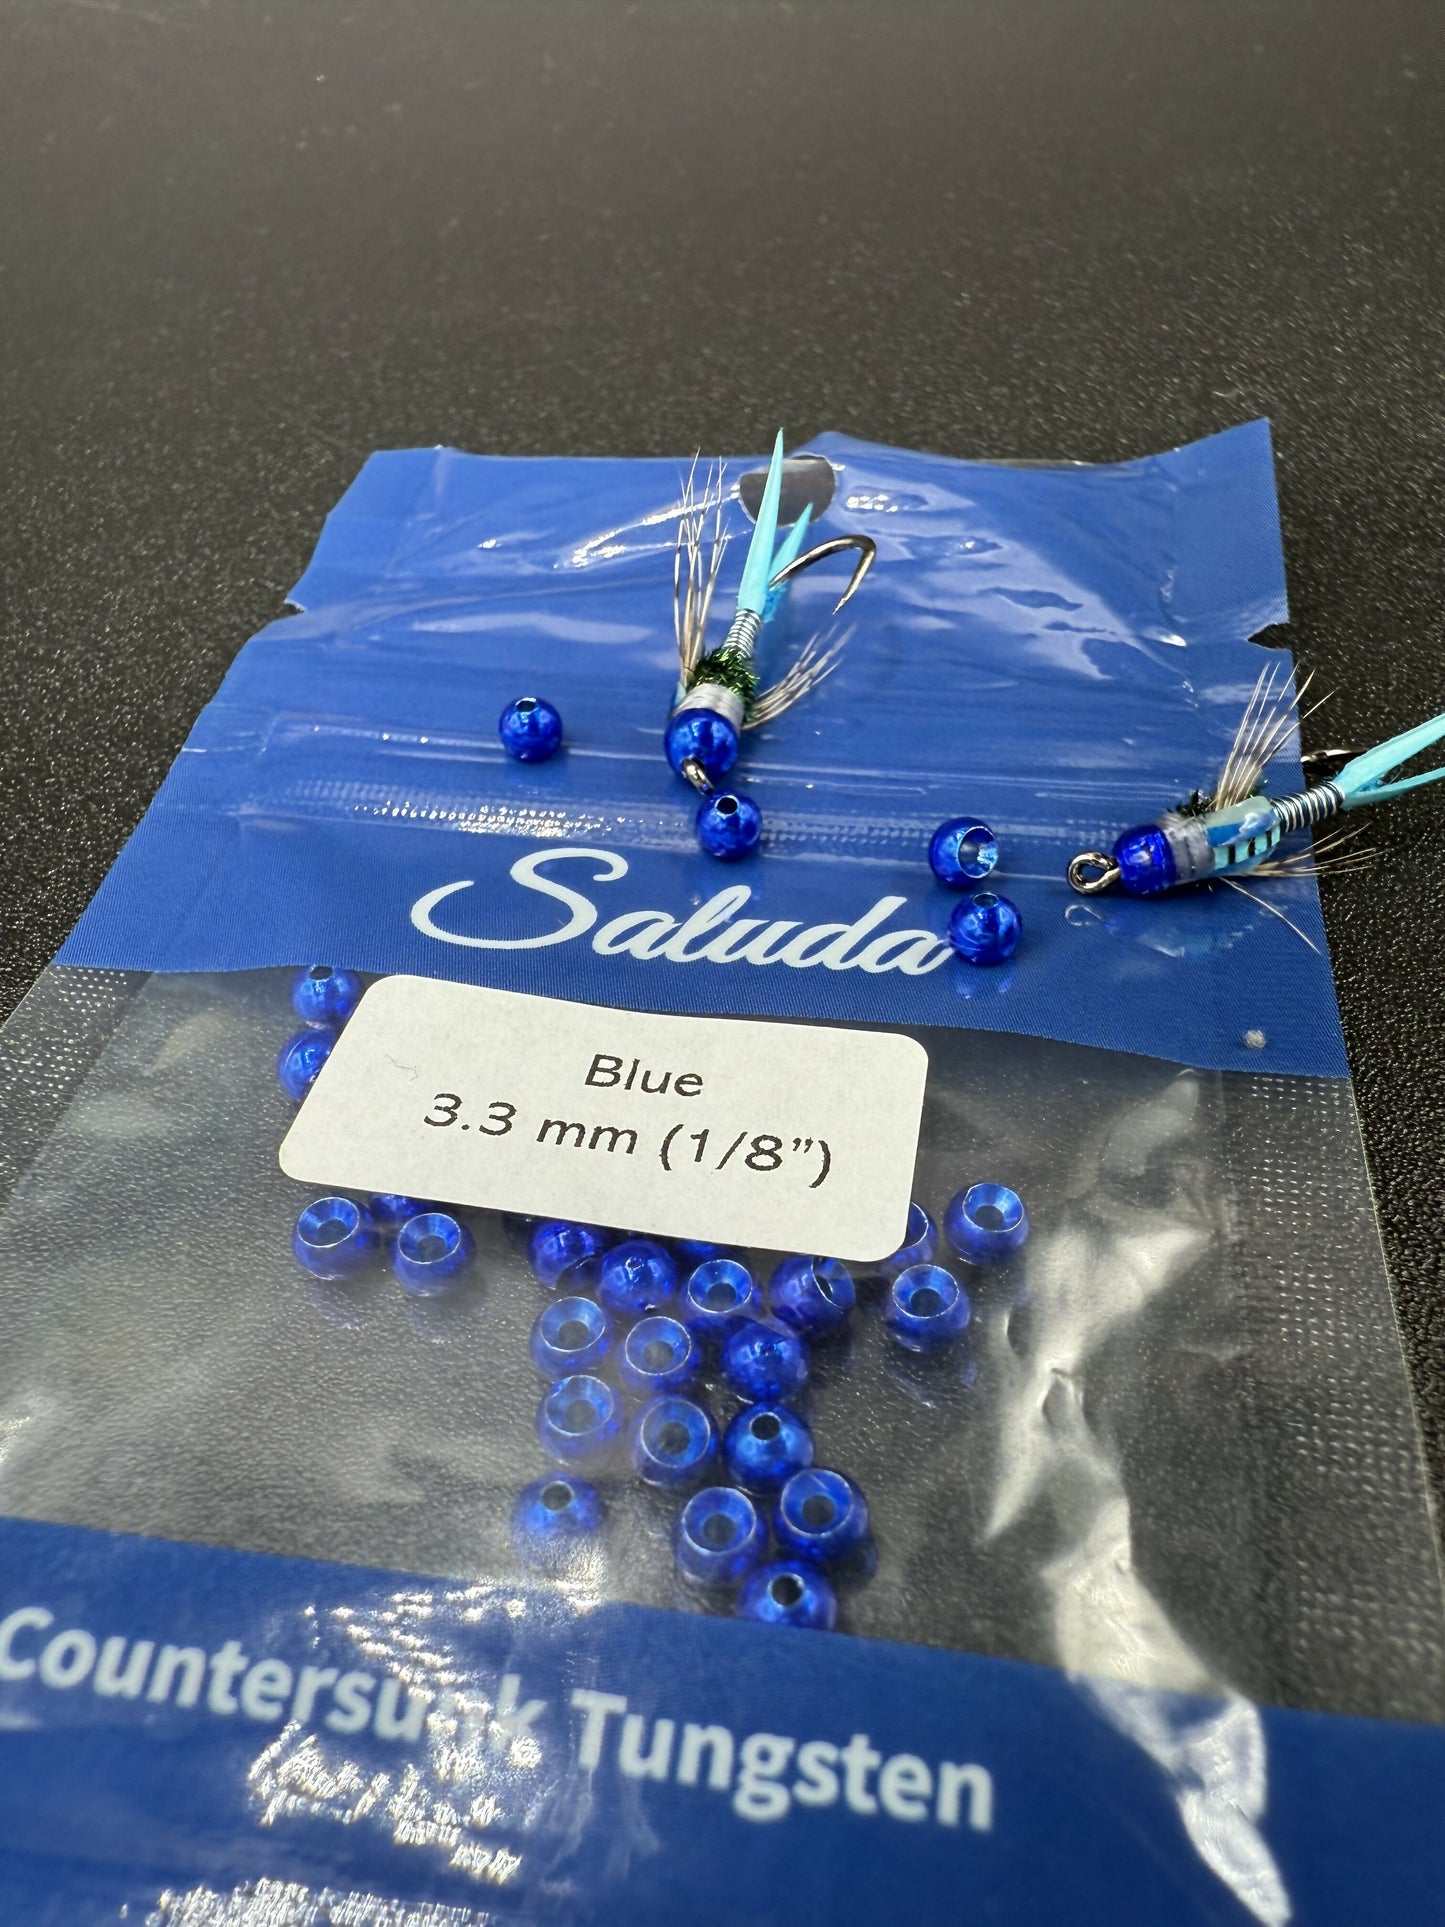 Saluda
Blue
3.3 mm (1/8”)
Countersunk Tungsten